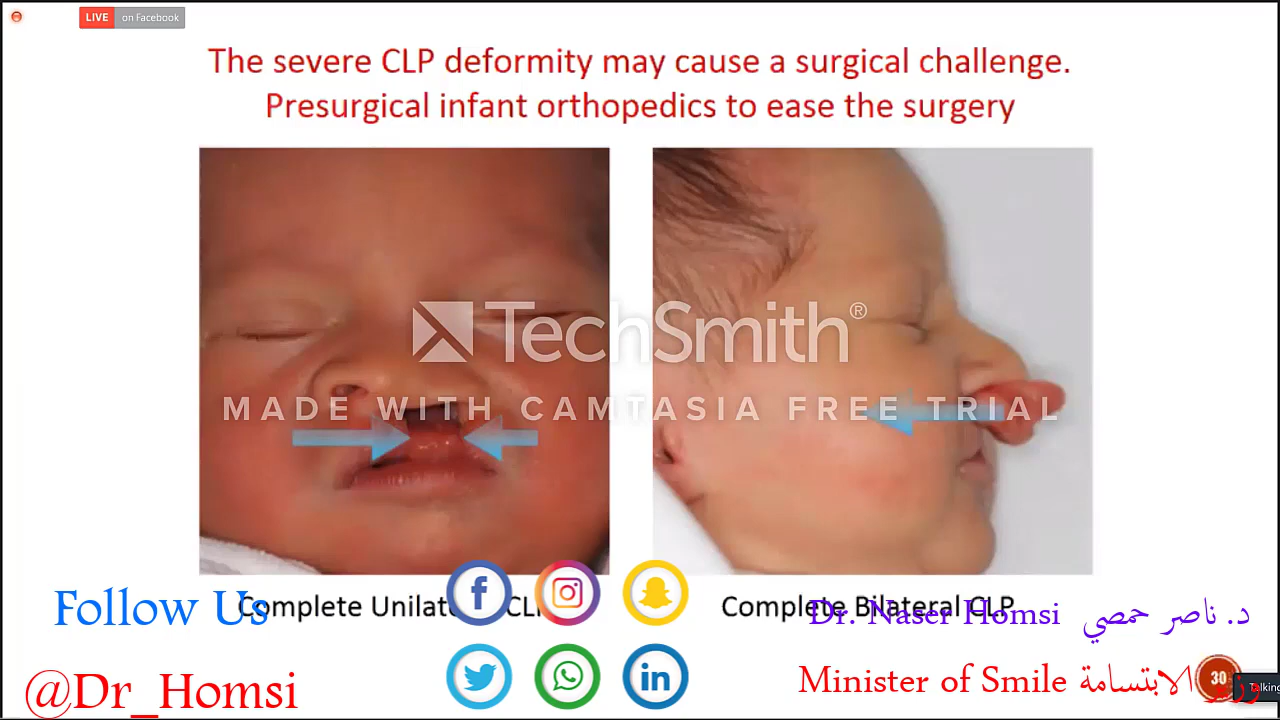 LIVE on Facebook
The severe CLP deformity may cause a surgical challenge.
Presurgical infant orthopedics to ease the surgery
TechSmith®
MADE WITH CAMTASIA FREE TRIAL
Complete Bilateral CLP
Complete
Follow Us
Dr. Naser Homsi د. ناصر حمصي
@Dr_Homsi
Minister of Smile وزير الابتسامة
30
Talking